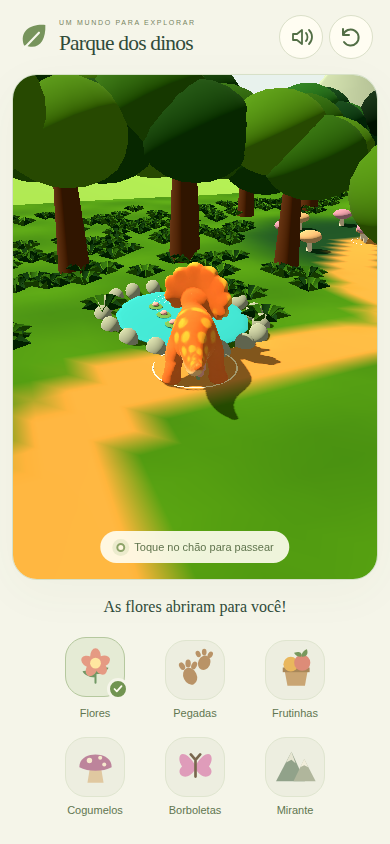 UM MUNDO PARA EXPLORAR
Parque dos dinos
Toque no chão para passear
As flores abriram para você!
Flores
Pegadas
Frutinhas
Cogumelos
Borboletas
Mirante